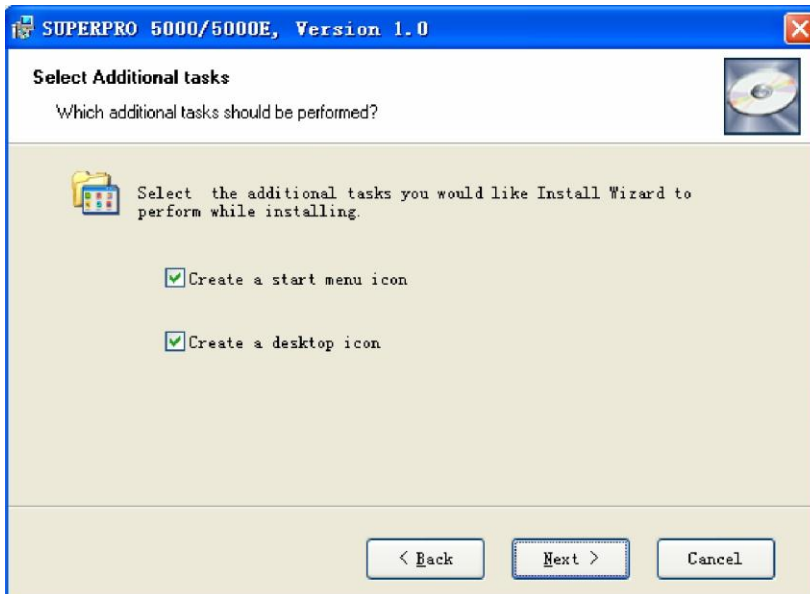 SUPERPRO 5000/5000E, Version 1.0
Select Additional tasks
Which additional tasks should be performed?
Select the additional tasks you would like Install Wizard to
perform while installing.
Create a start menu icon
Create a desktop icon
< Back
Next >
Cancel